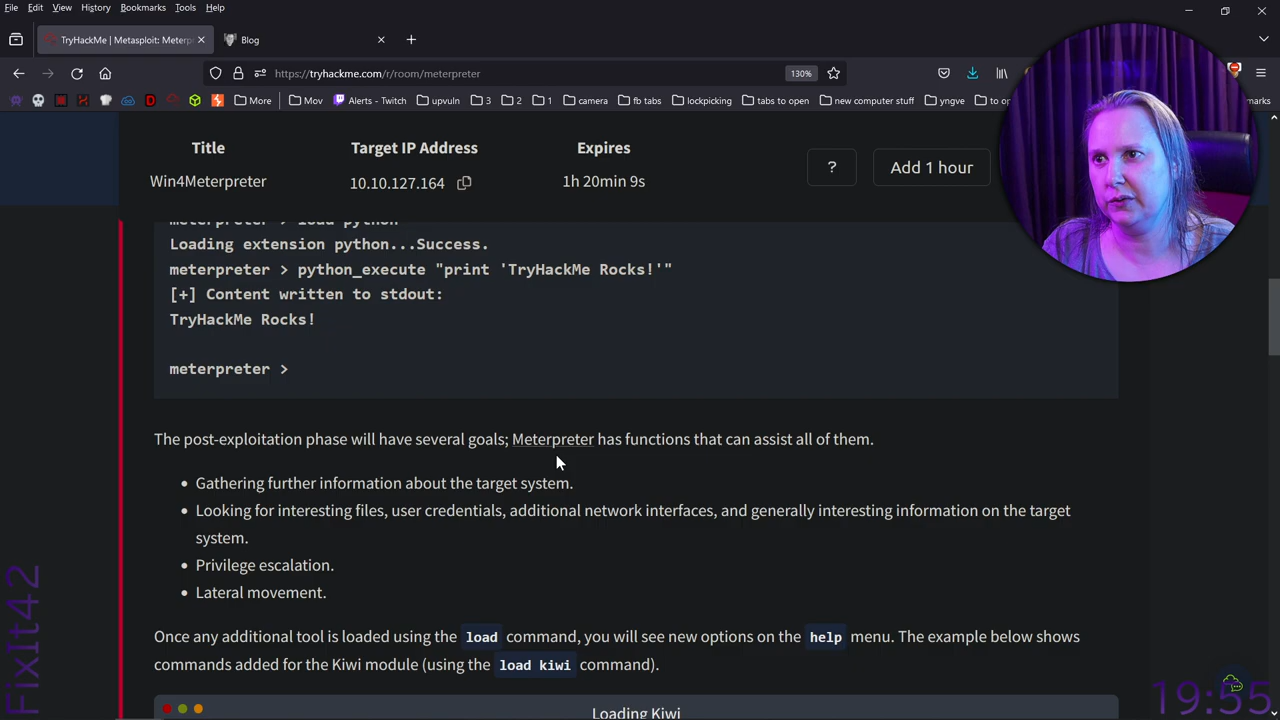 File Edit View History Bookmarks Tools Help
TryHackMe | Metasploit: Meterpr
Blog
https://tryhackme.com/r/room/meterpreter
130%
More Mov Alerts - Twitch upvuln 3 2 1 camera fb tabs lockpicking tabs to open new computer stuff yngve to o
Title Target IP Address Expires
Win4Meterpreter 10.10.127.164 1h 20min 9s
? Add 1 hour
meterpreter > load python
Loading extension python...Success.
meterpreter > python_execute "print 'TryHackMe Rocks!'"
[+] Content written to stdout:
TryHackMe Rocks!
meterpreter >
The post-exploitation phase will have several goals; Meterpreter has functions that can assist all of them.
Gathering further information about the target system.
Looking for interesting files, user credentials, additional network interfaces, and generally interesting information on the target
system.
Privilege escalation.
Lateral movement.
Once any additional tool is loaded using the load command, you will see new options on the help menu. The example below shows
commands added for the Kiwi module (using the load kiwi command).
Loading Kiwi
FixIt42
19:55